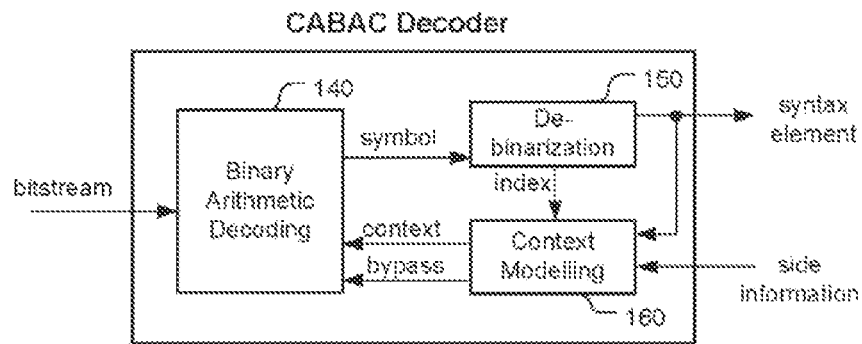 CABAC Decoder
140
150
Binary
Arithmetic
Decoding
symbol
De-
binarization
syntax
element
index
bitstream
context
bypass
Context
Modelling
160
side
information